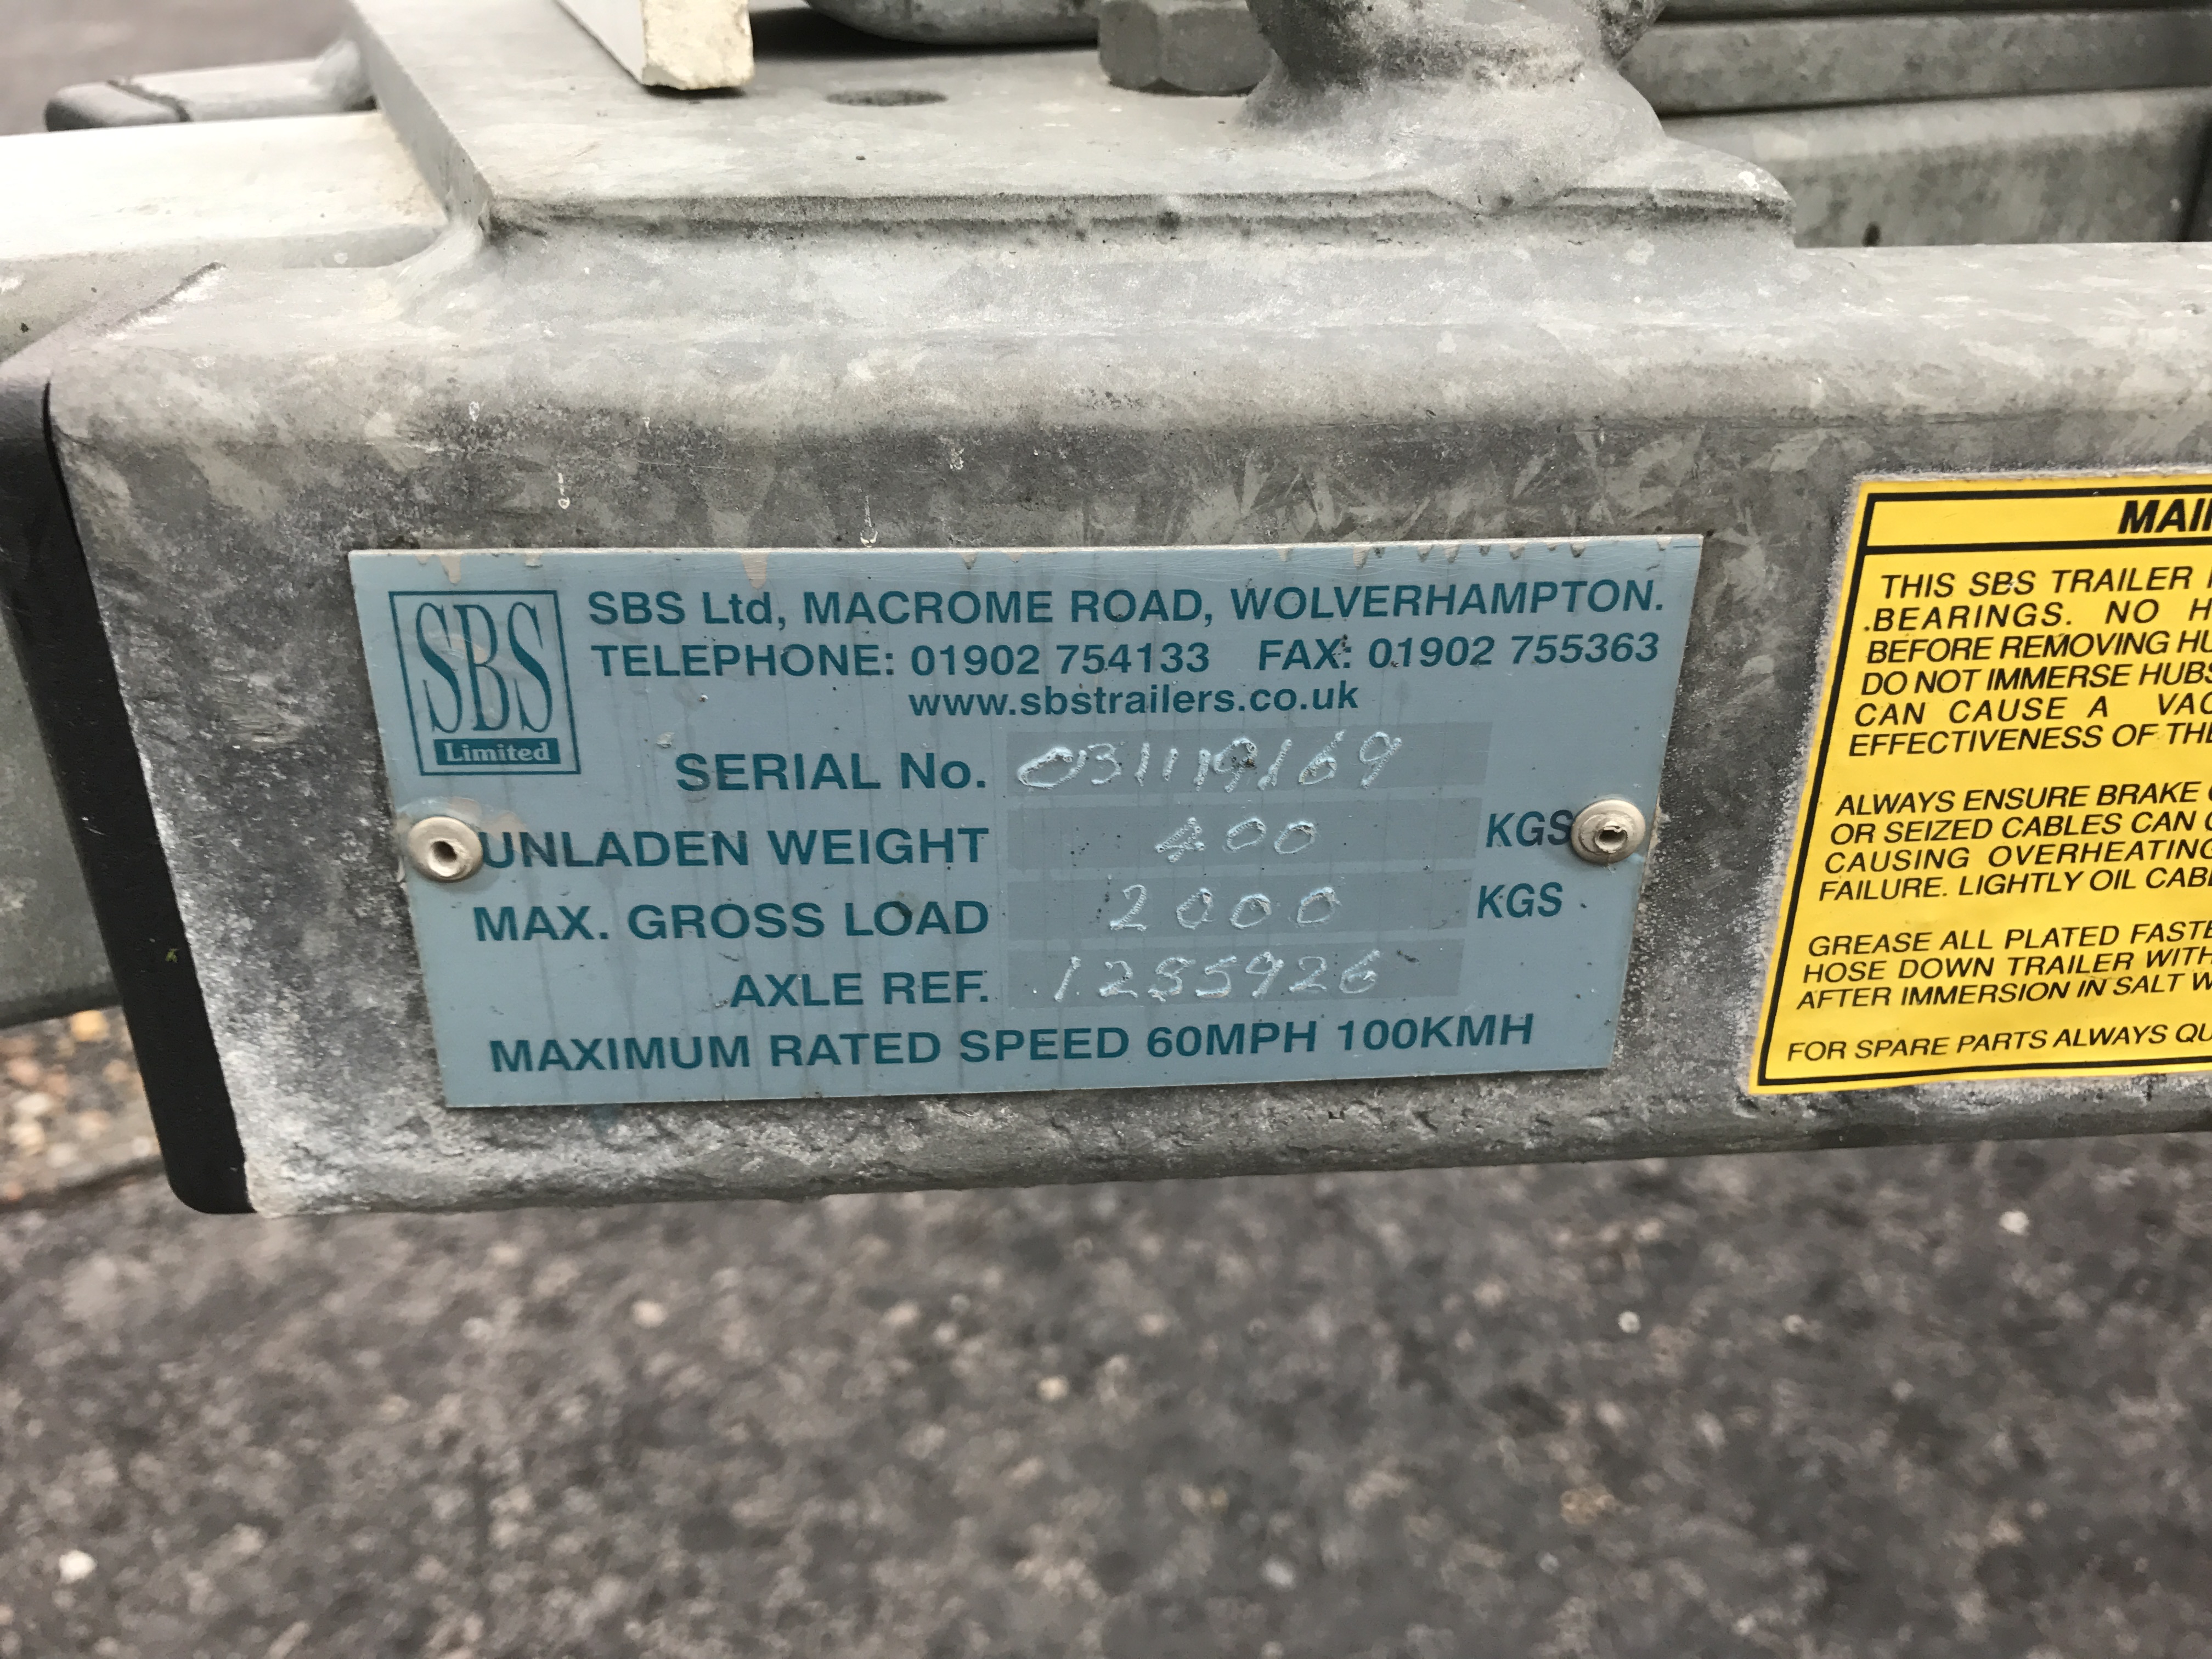 SBS
Limited
SBS Ltd, MACROME ROAD, WOLVERHAMPTON.
TELEPHONE: 01902 754133 FAX: 01902 755363
www.sbstrailers.co.uk
SERIAL No. 031119169
UNLADEN WEIGHT 400 KGS
MAX. GROSS LOAD 2000 KGS
AXLE REF. 1285926
MAXIMUM RATED SPEED 60MPH 100KMH
THIS SBS TRAILER
BEARINGS. NO
BEFORE REMOVING
DO NOT IMMERSE HUBS
CAN CAUSE A
EFFECTIVENESS OF THE
ALWAYS ENSURE BRAKE
OR SEIZED CABLES CAN
CAUSING OVERHEATING
FAILURE. LIGHTLY OIL
GREASE ALL PLATED
HOSE DOWN TRAILER WITH
AFTER IMMERSION IN SALT
FOR SPARE PARTS ALWAYS